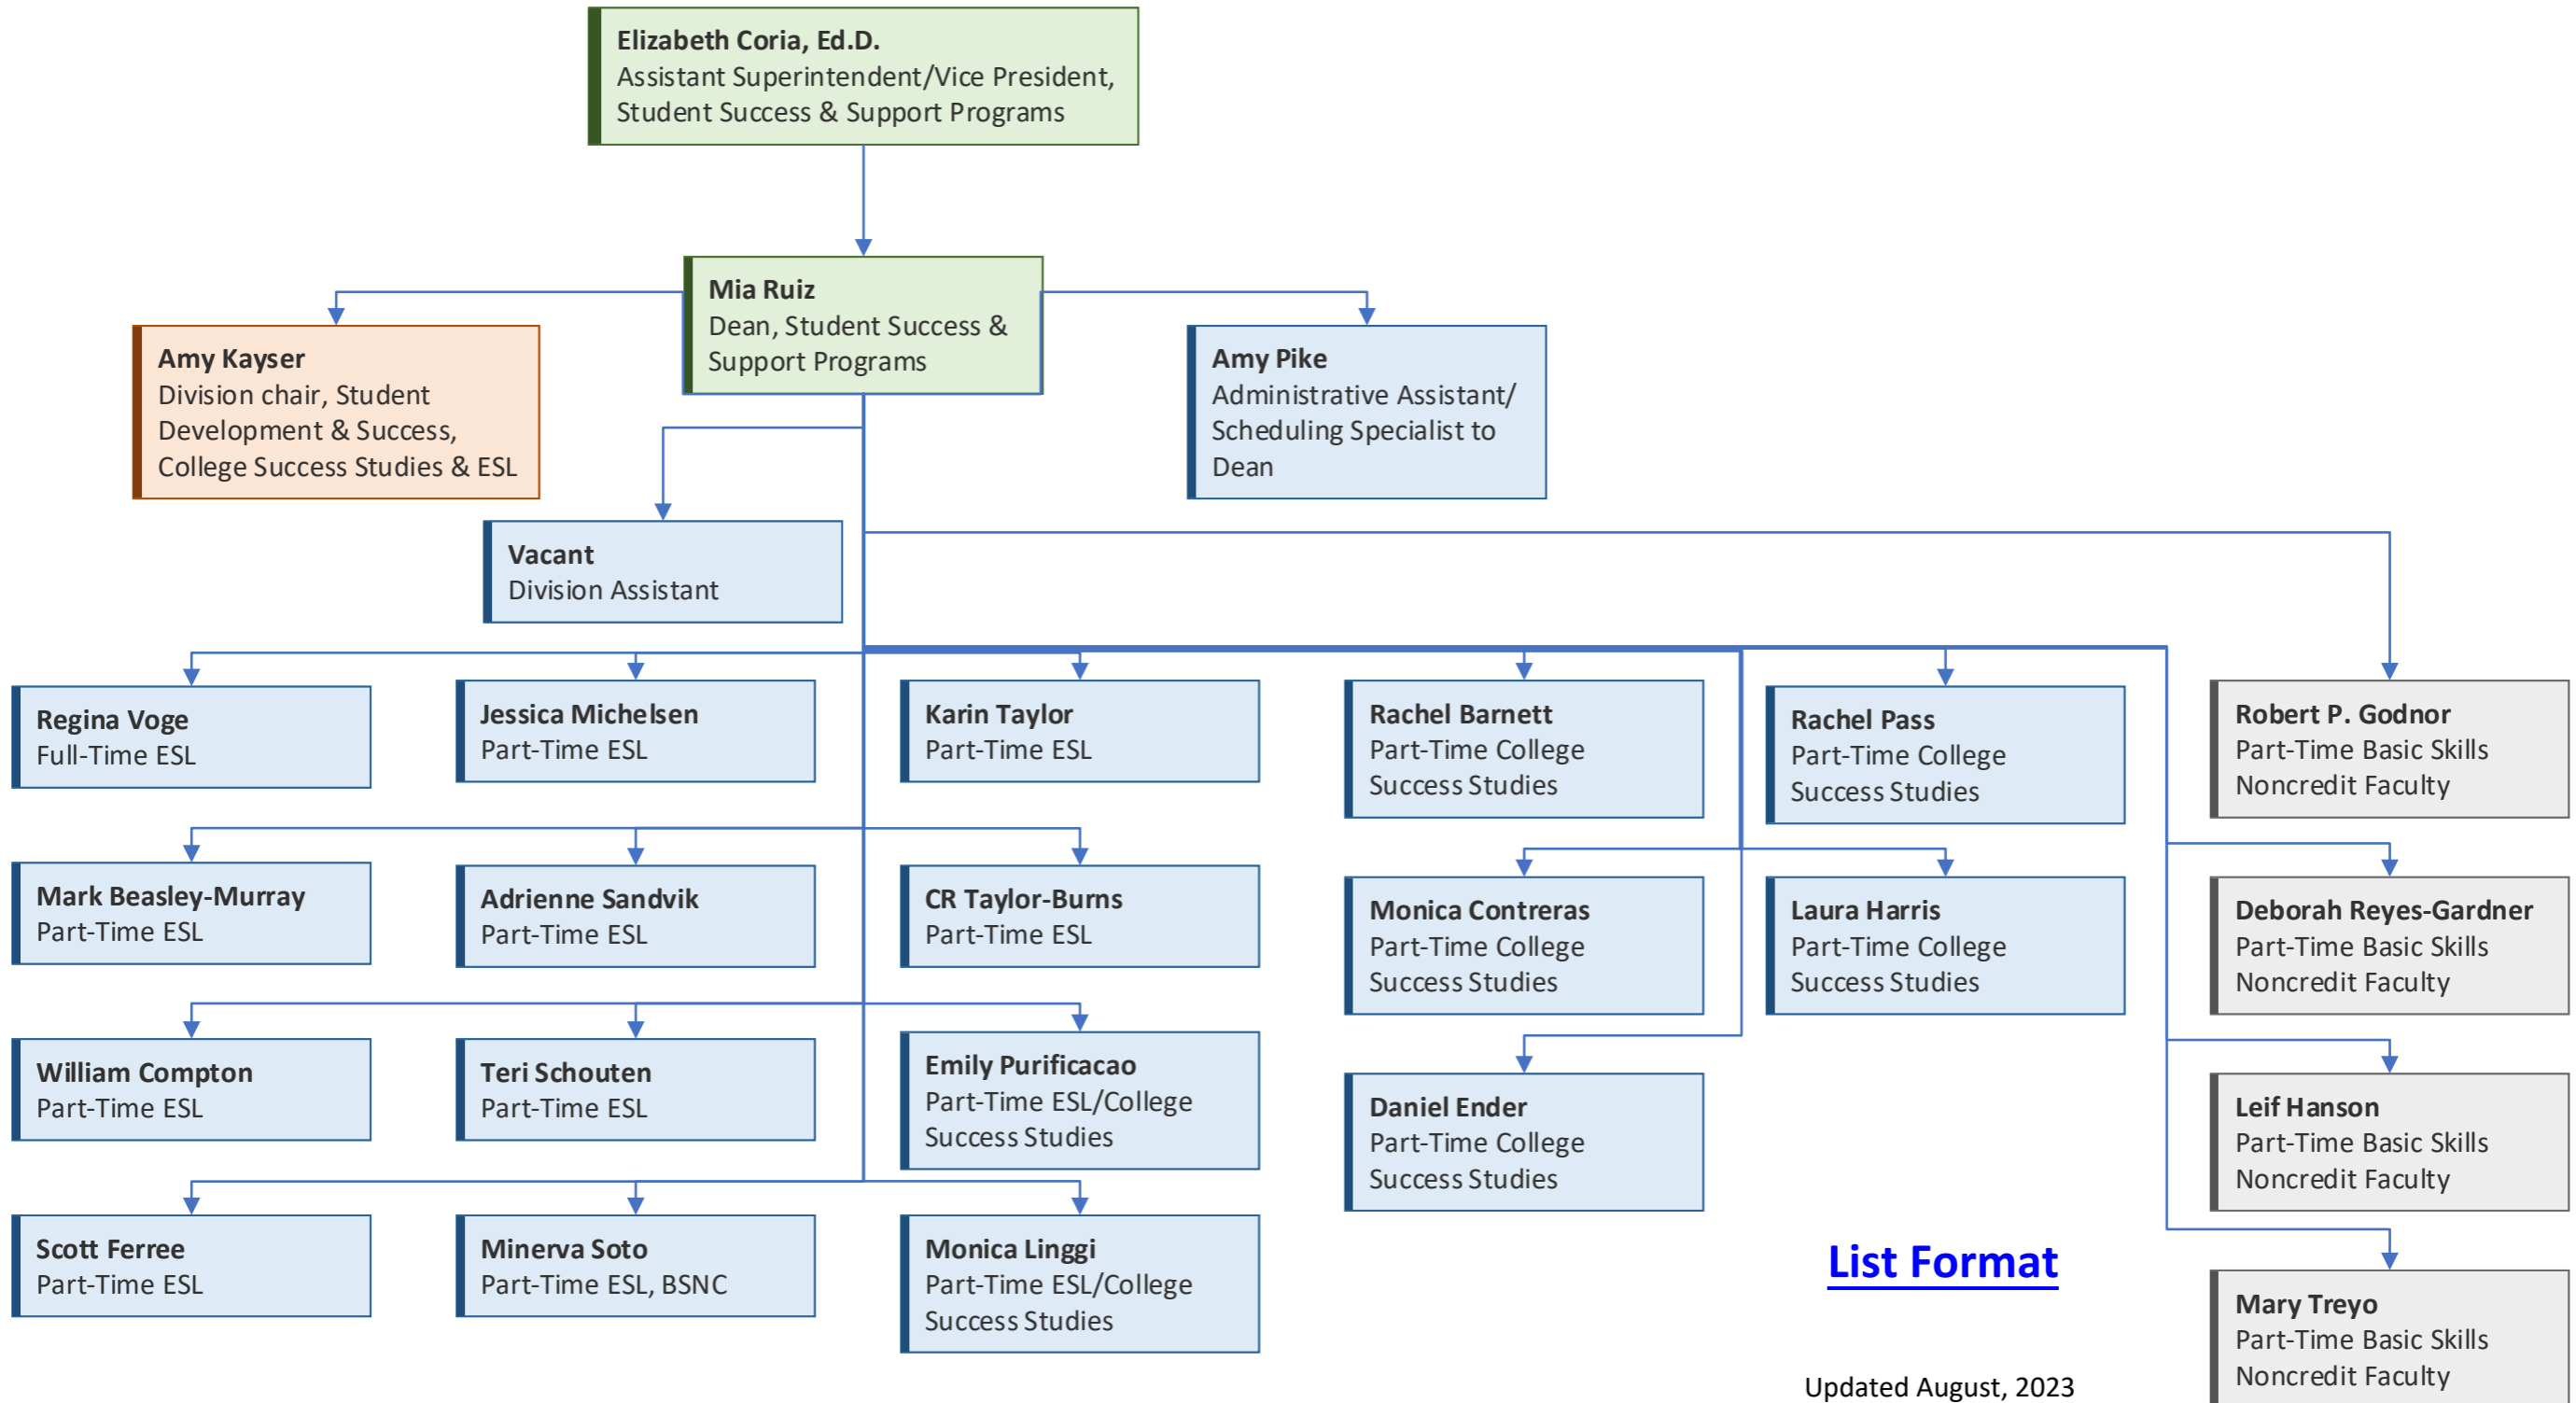 Elizabeth Coria, Ed.D.
Assistant Superintendent/Vice President,
Student Success & Support Programs
Mia Ruiz
Dean, Student Success &
Support Programs
Amy Kayser
Division chair, Student
Development & Success,
College Success Studies & ESL
Amy Pike
Administrative Assistant/
Scheduling Specialist to
Dean
Vacant
Division Assistant
Regina Voge
Full-Time ESL
Jessica Michelsen
Part-Time ESL
Karin Taylor
Part-Time ESL
Rachel Barnett
Part-Time College
Success Studies
Rachel Pass
Part-Time College
Success Studies
Robert P. Godnor
Part-Time Basic Skills
Noncredit Faculty
Mark Beasley-Murray
Part-Time ESL
Adrienne Sandvik
Part-Time ESL
CR Taylor-Burns
Part-Time ESL
Monica Contreras
Part-Time College
Success Studies
Laura Harris
Part-Time College
Success Studies
Deborah Reyes-Gardner
Part-Time Basic Skills
Noncredit Faculty
William Compton
Part-Time ESL
Teri Schouten
Part-Time ESL
Emily Purificacao
Part-Time ESL/College
Success Studies
Daniel Ender
Part-Time College
Success Studies
Leif Hanson
Part-Time Basic Skills
Noncredit Faculty
Scott Ferree
Part-Time ESL
Minerva Soto
Part-Time ESL, BSNC
Monica Linggi
Part-Time ESL/College
Success Studies
List Format
Mary Treyo
Part-Time Basic Skills
Noncredit Faculty
Updated August, 2023